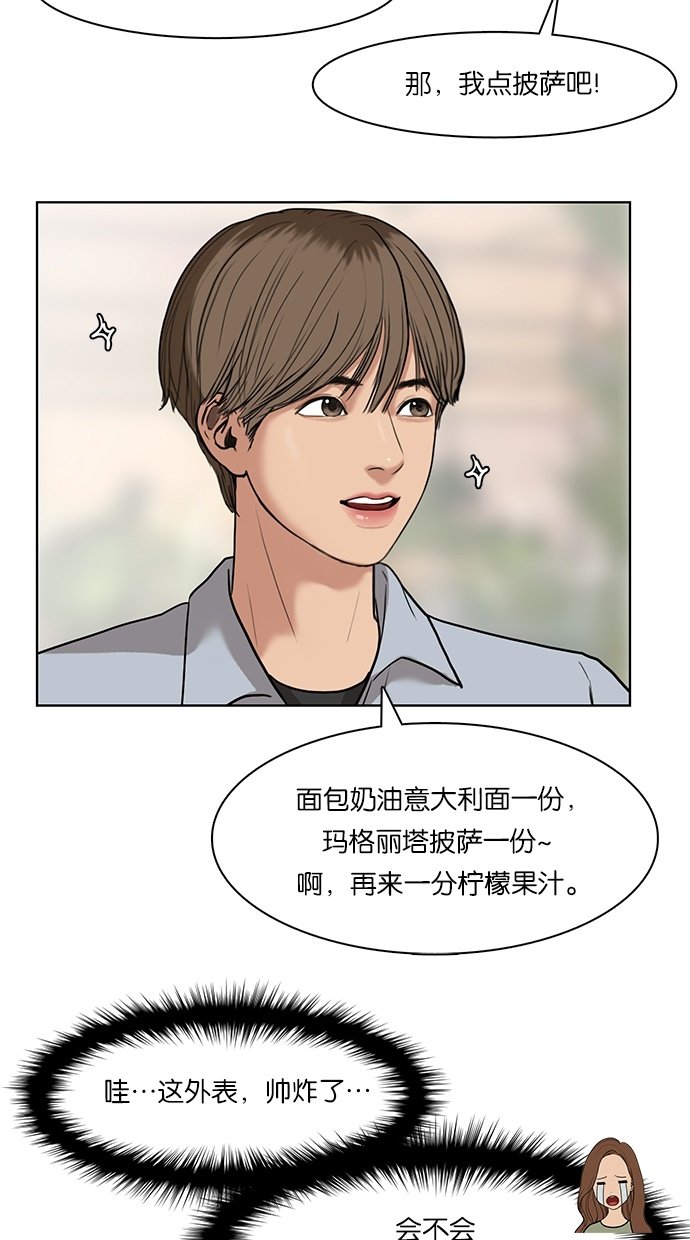 那，我点披萨吧!
面包奶油意大利面一份，
玛格丽塔披萨一份~
啊，再来一分柠檬果汁。
哇…这外表，帅炸了…
会不会